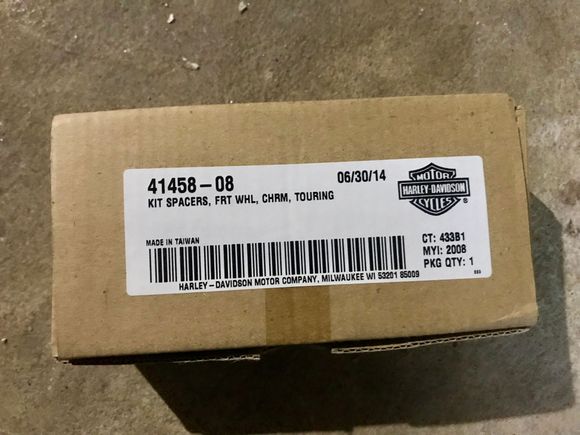 41458-08 06/30/14
KIT SPACERS, FRT WHL, CHRM, TOURING
MOTOR
HARLEY-DAVIDSON
CYCLES
®
MADE IN TAIWAN
CT: 433B1
MYI: 2008
PKG QTY: 1
HARLEY-DAVIDSON MOTOR COMPANY, MILWAUKEE WI 53201 85009